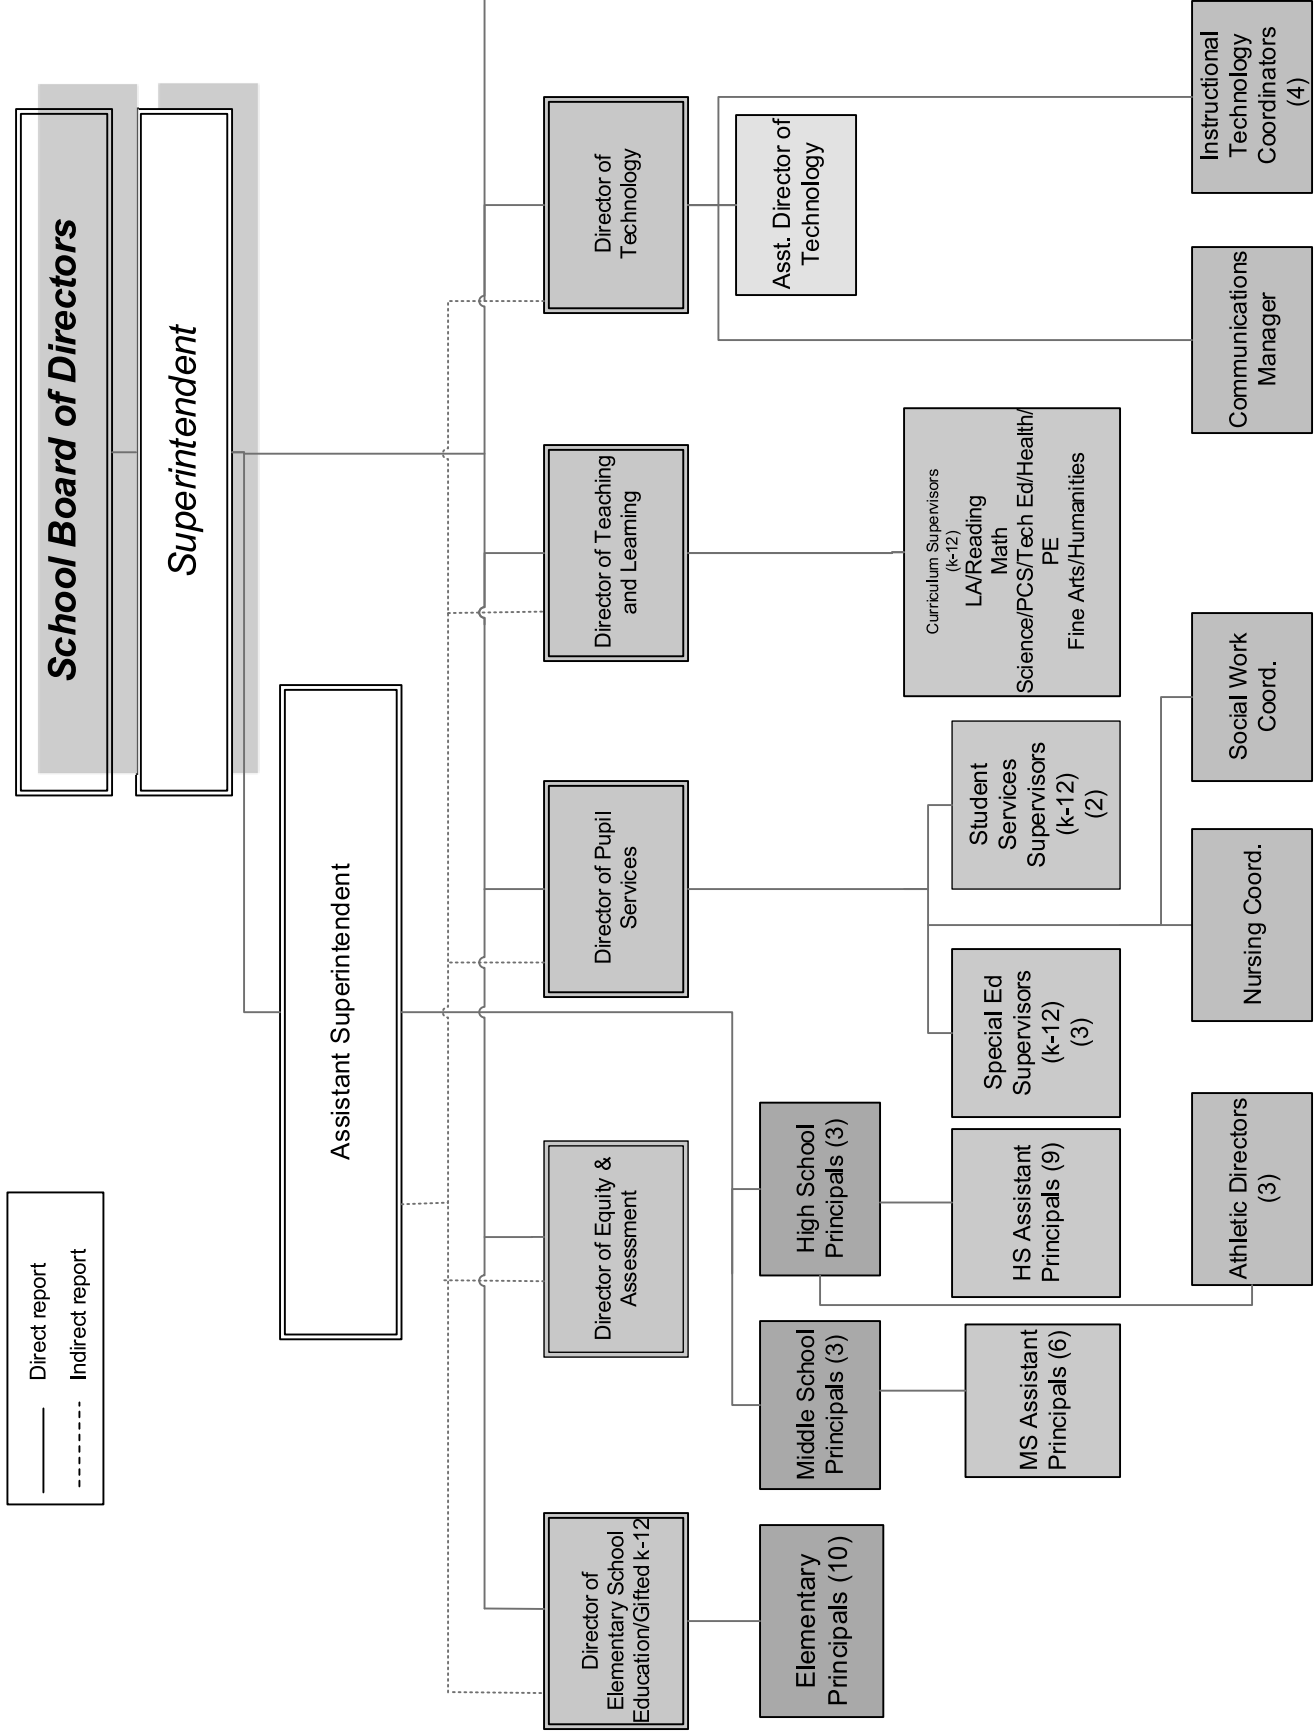 Direct report
Indirect report
School Board of Directors
Superintendent
Assistant Superintendent
Director of
Elementary School
Education/Gifted k-12
Director of Equity &
Assessment
Director of Pupil
Services
Director of Teaching
and Learning
Director of
Technology
Elementary
Principals (10)
Middle School
Principals (3)
High School
Principals (3)
Asst. Director of
Technology
MS Assistant
Principals (6)
HS Assistant
Principals (9)
Special Ed
Supervisors
(k-12)
(3)
Student
Services
Supervisors
(k-12)
(2)
Curriculum Supervisors
(k-12)
LA/Reading
Math
Science/PCS/Tech Ed/Health/
PE
Fine Arts/Humanities
Athletic Directors
(3)
Nursing Coord.
Social Work
Coord.
Communications
Manager
Instructional
Technology
Coordinators
(4)